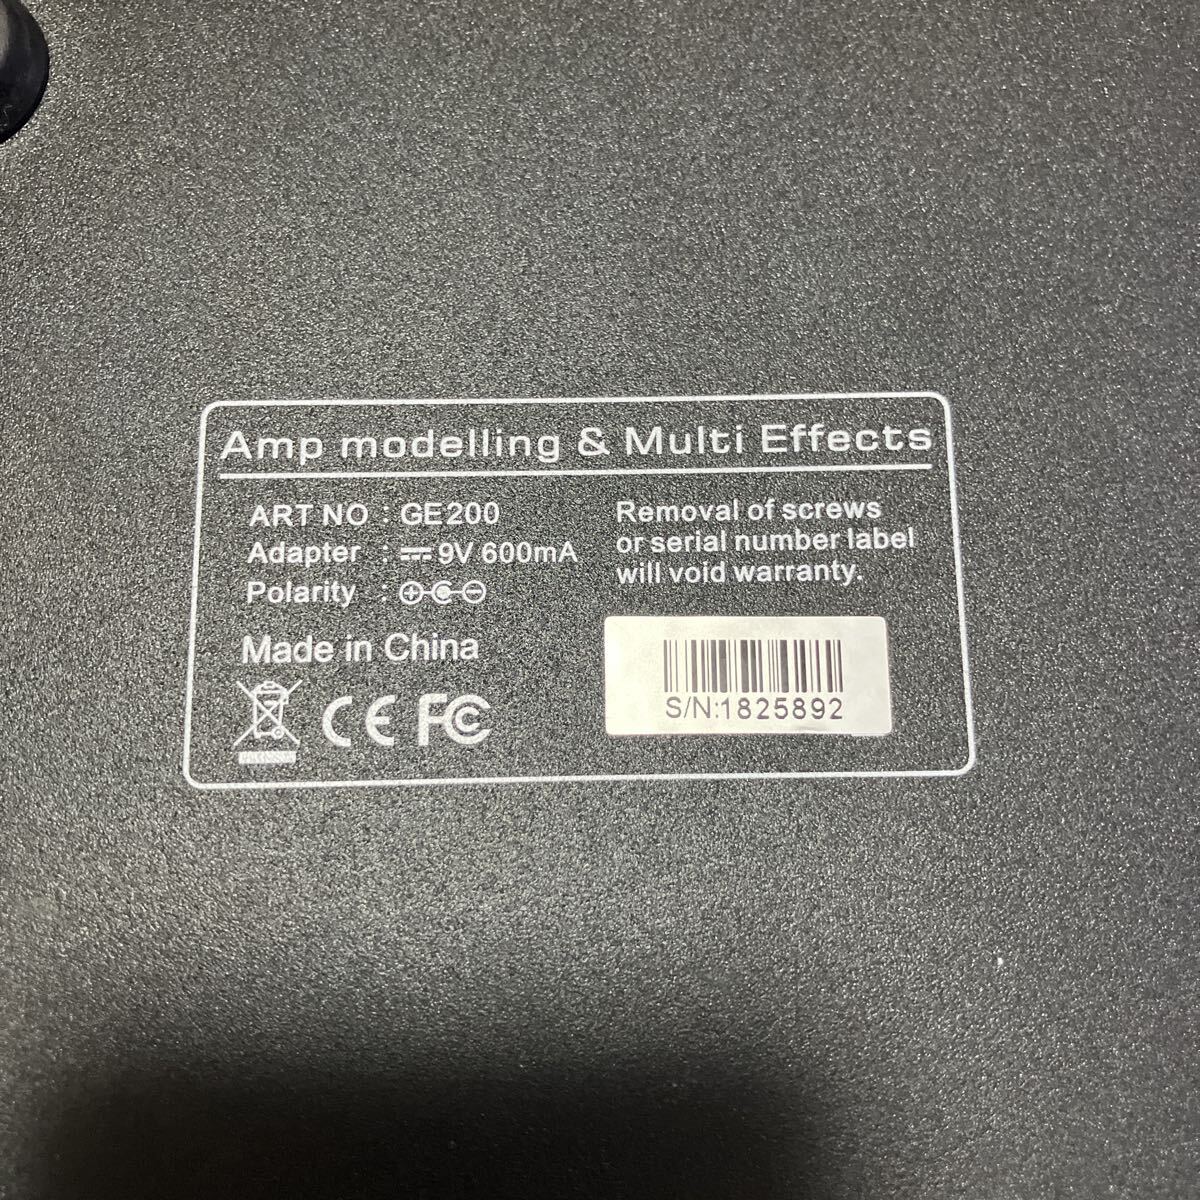 Amp modelling & Multi Effects
ART NO : GE200
Adapter : ⎓ 9V 600mA
Polarity :
Made in China
CE FC
Removal of screws
or serial number label
will void warranty.
S/N:1825892